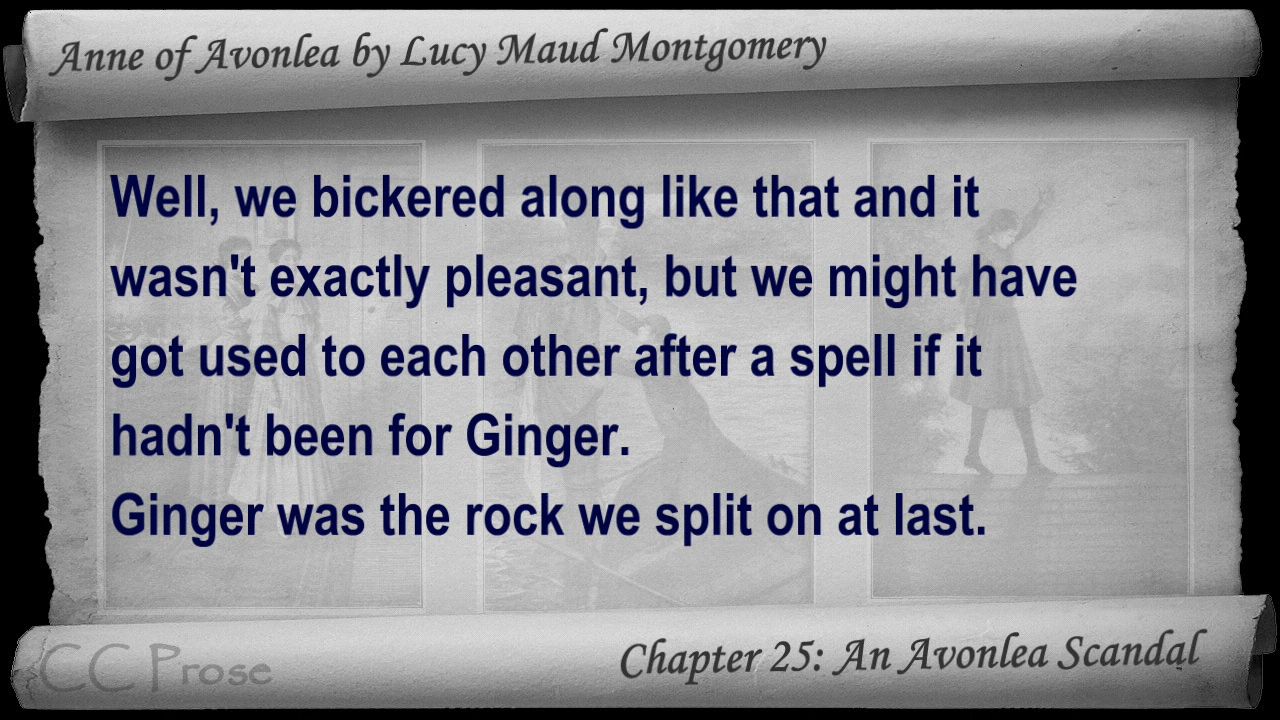 Anne of Avonlea by Lucy Maud Montgomery
Well, we bickered along like that and it
wasn't exactly pleasant, but we might have
got used to each other after a spell if it
hadn't been for Ginger.
Ginger was the rock we split on at last.
CC Prose
Chapter 25: An Avonlea Scandal